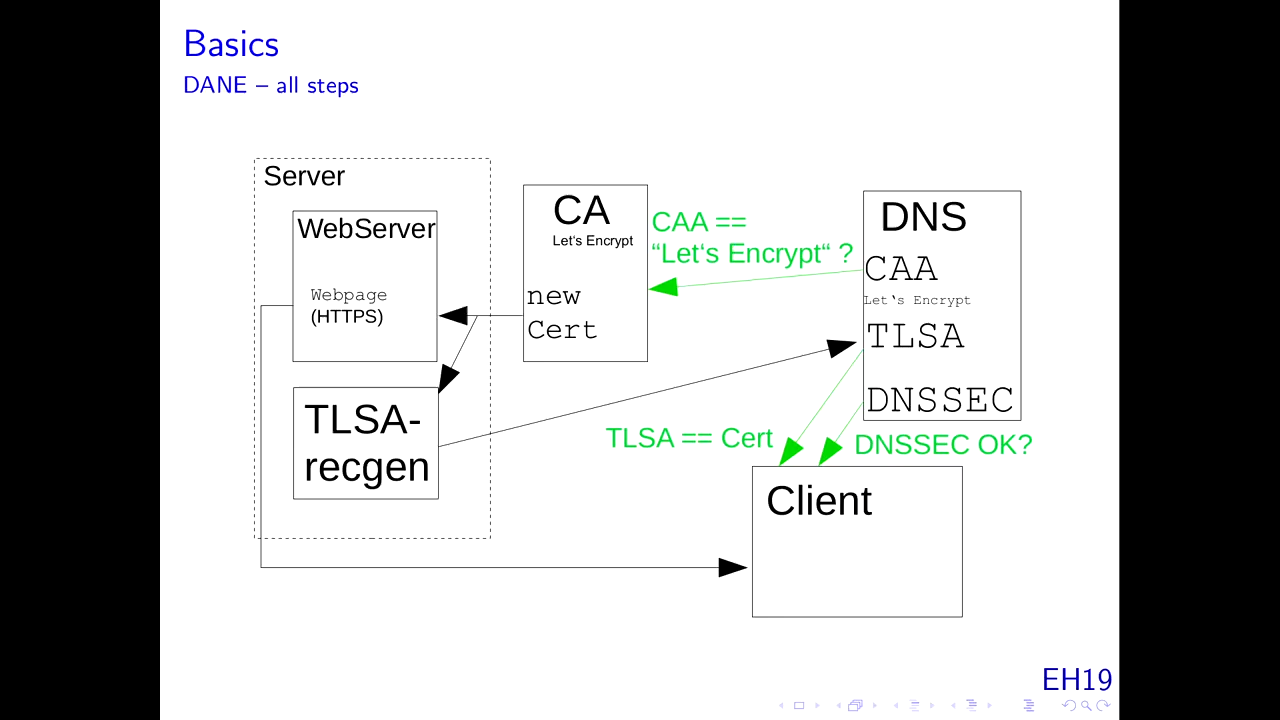 Basics
DANE – all steps
Server
WebServer
Webpage
(HTTPS)
TLSA-
recgen
CA
Let's Encrypt
new
Cert
CAA ==
“Let‘s Encrypt“ ?
DNS
CAA
Let‘s Encrypt
TLSA
DNSSEC
TLSA == Cert
DNSSEC OK?
Client
EH19